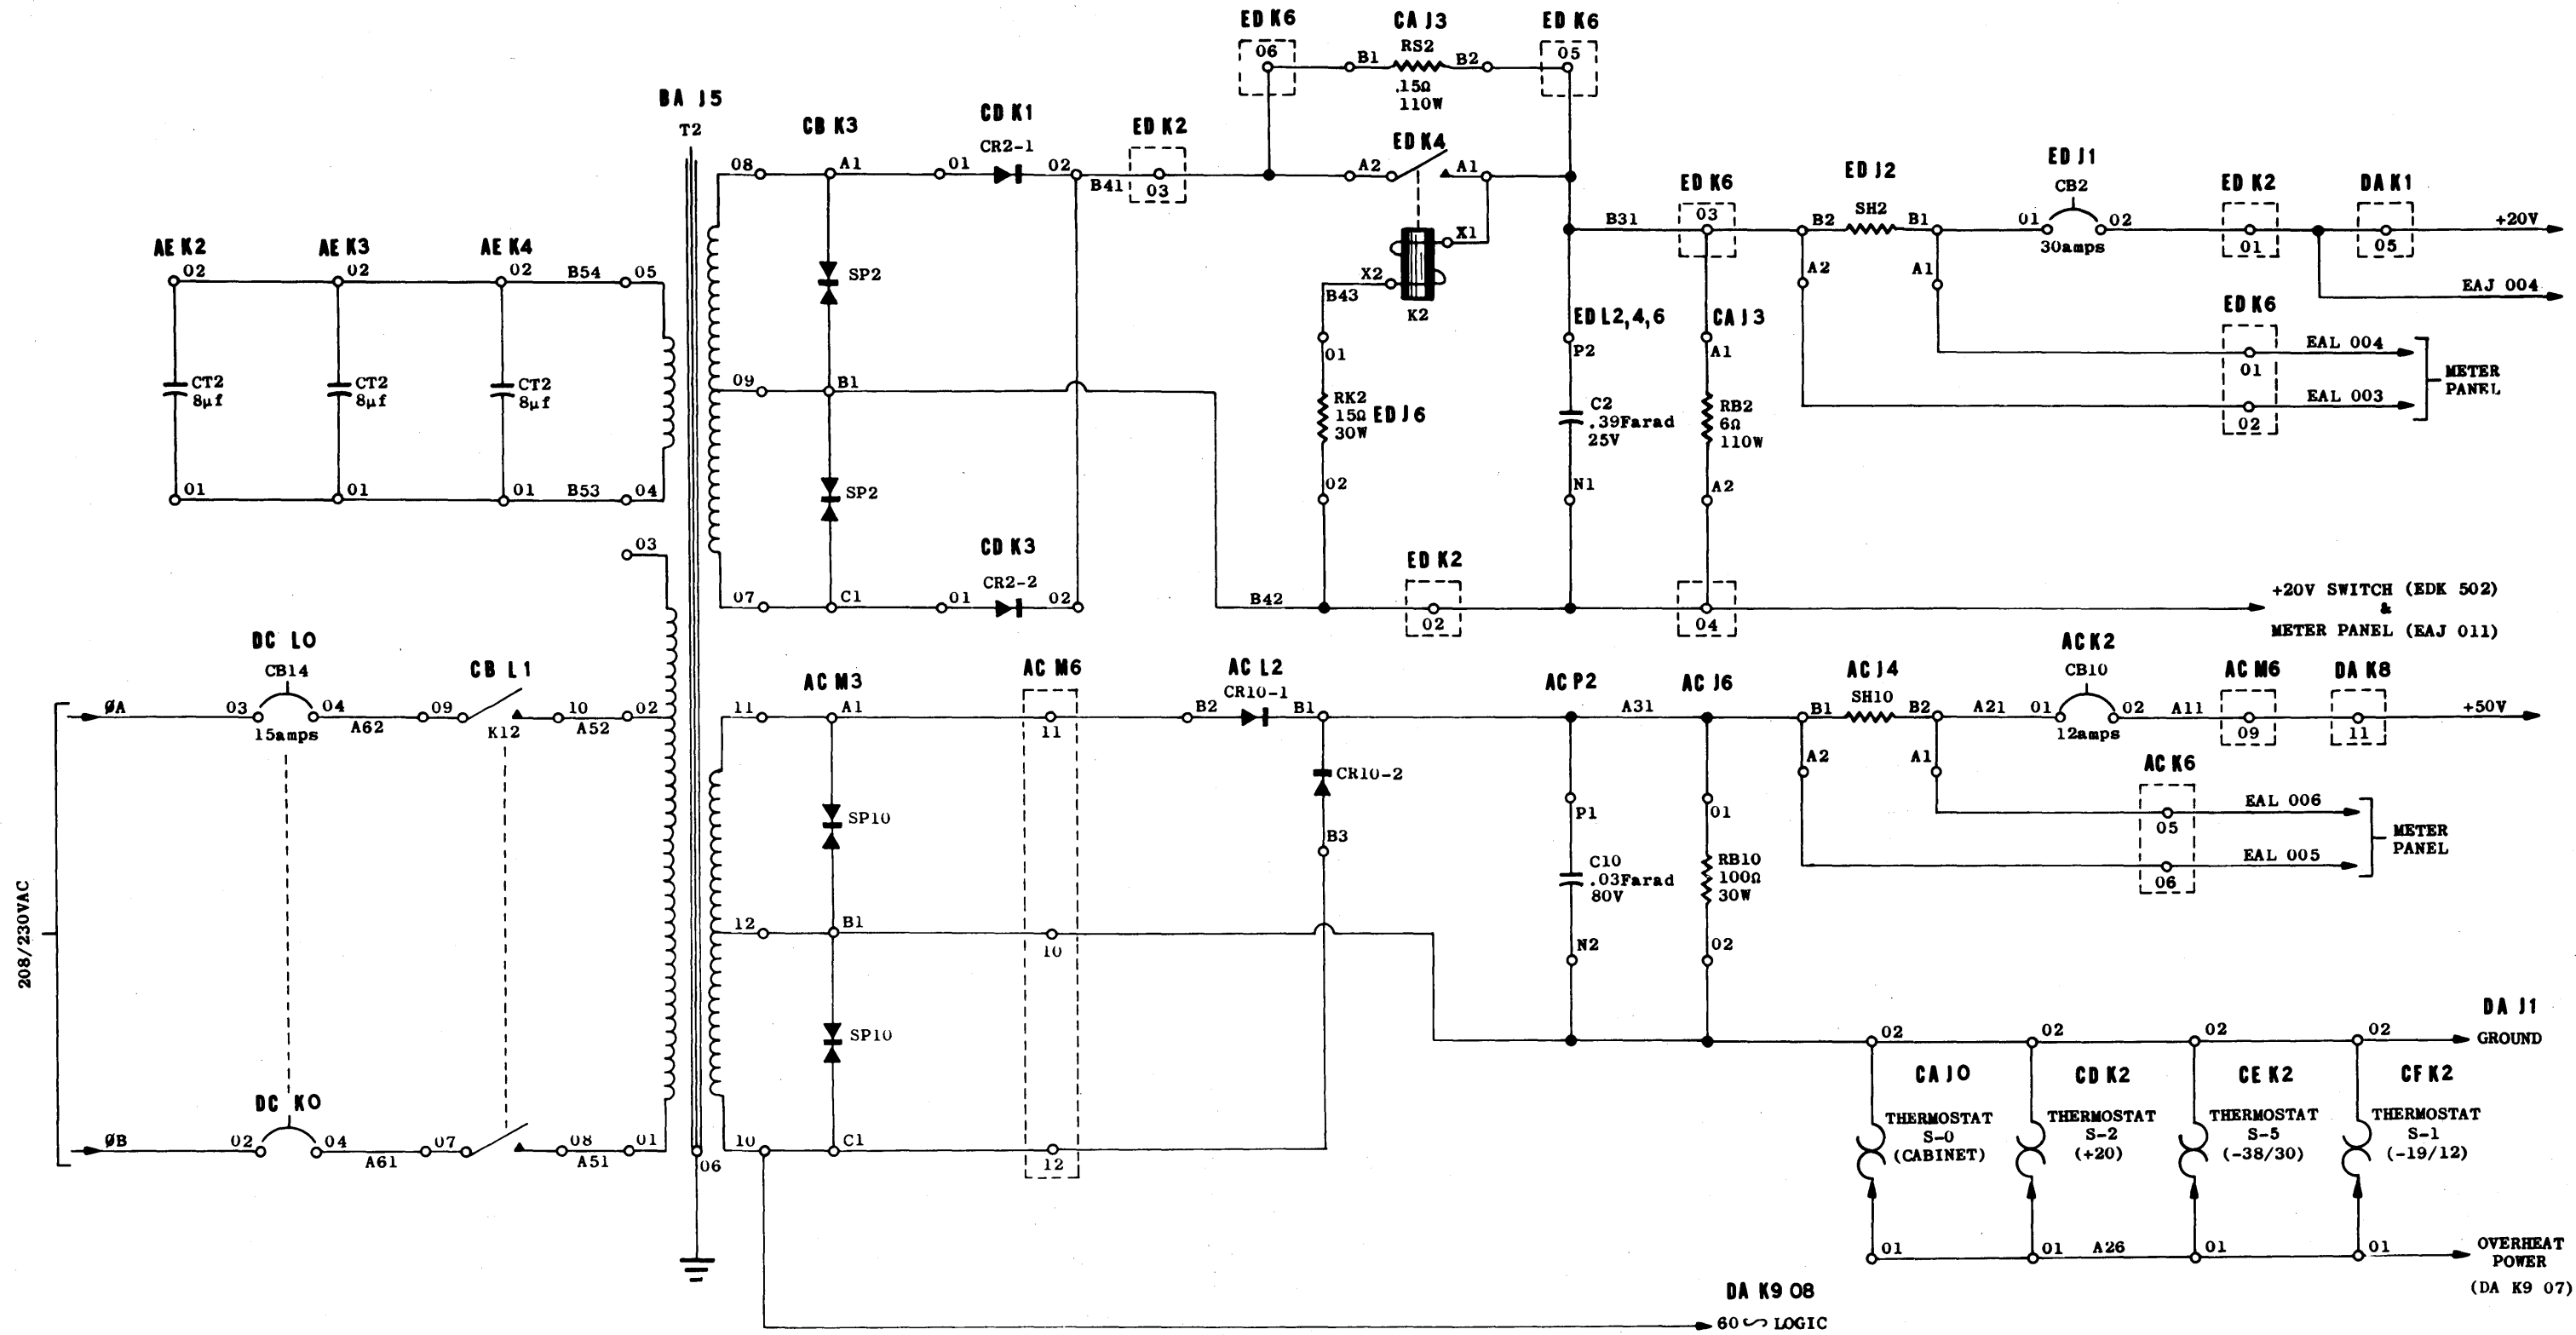 ED K6
CA J3
ED K6
06
B1
RS2
B2
05
.15Ω
110W
BA J5
T2
CB K3
CD K1
ED K2
ED K4
08
A1
01
CR2-1
02
B41
03
A2
A1
X1
X2
B43
K2
SP2
AE K2
AE K3
AE K4
02
02
02
B54
05
CT2
8μf
CT2
8μf
CT2
8μf
01
01
01
B53
04
09
B1
SP2
01
RK2
15Ω
30W
ED J6
02
ED L2,4,6
P2
C2
.39Farad
25V
N1
CA J3
A1
RB2
6Ω
110W
A2
B31
ED K6
03
ED J2
B2
SH2
B1
A2
A1
ED J1
CB2
01
02
30amps
ED K2
01
DA K1
05
+20V
EAJ 004
ED K6
01
EAL 004
EAL 003
02
METER
PANEL
03
07
C1
CD K3
01
CR2-2
02
B42
ED K2
02
04
+20V SWITCH (EDK 502)
&
METER PANEL (EAJ 011)
208/230VAC
ØA
DC L0
CB14
03
04
15amps
A62
CB L1
09
K12
10
A52
02
ØB
DC K0
02
04
A61
07
08
A51
01
06
AC M3
11
A1
SP10
12
B1
SP10
10
C1
AC M6
11
10
12
AC L2
CR10-1
B2
B1
CR10-2
B3
AC P2
A31
P1
C10
.03Farad
80V
N2
AC J6
01
RB10
100Ω
30W
02
AC J4
B1
SH10
B2
A2
A1
A21
AC K2
CB10
01
02
12amps
A11
AC M6
09
DA K8
11
+50V
AC K6
05
EAL 006
EAL 005
06
METER
PANEL
DA J1
02
02
02
02
GROUND
CA J0
CD K2
CE K2
CF K2
THERMOSTAT
S-0
(CABINET)
THERMOSTAT
S-2
(+20)
THERMOSTAT
S-5
(-38/30)
THERMOSTAT
S-1
(-19/12)
01
01
A26
01
01
OVERHEAT
POWER
(DA K9 07)
DA K9 08
60 ∿ LOGIC